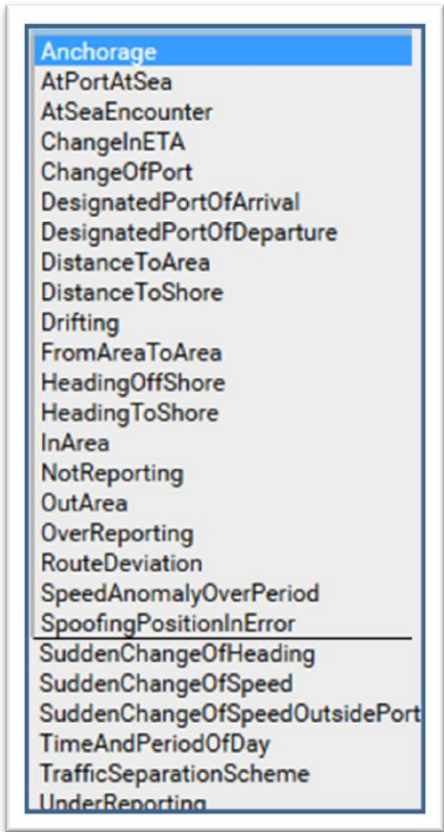 Anchorage
AtPortAtSea
AtSeaEncounter
ChangeInETA
ChangeOfPort
DesignatedPortOfArrival
DesignatedPortOfDeparture
DistanceToArea
DistanceToShore
Drifting
FromAreaToArea
HeadingOffShore
HeadingToShore
InArea
NotReporting
OutArea
OverReporting
RouteDeviation
SpeedAnomalyOverPeriod
SpoofingPositionInError
SuddenChangeOfHeading
SuddenChangeOfSpeed
SuddenChangeOfSpeedOutsidePort
TimeAndPeriodOfDay
TrafficSeparationScheme
UnderReporting